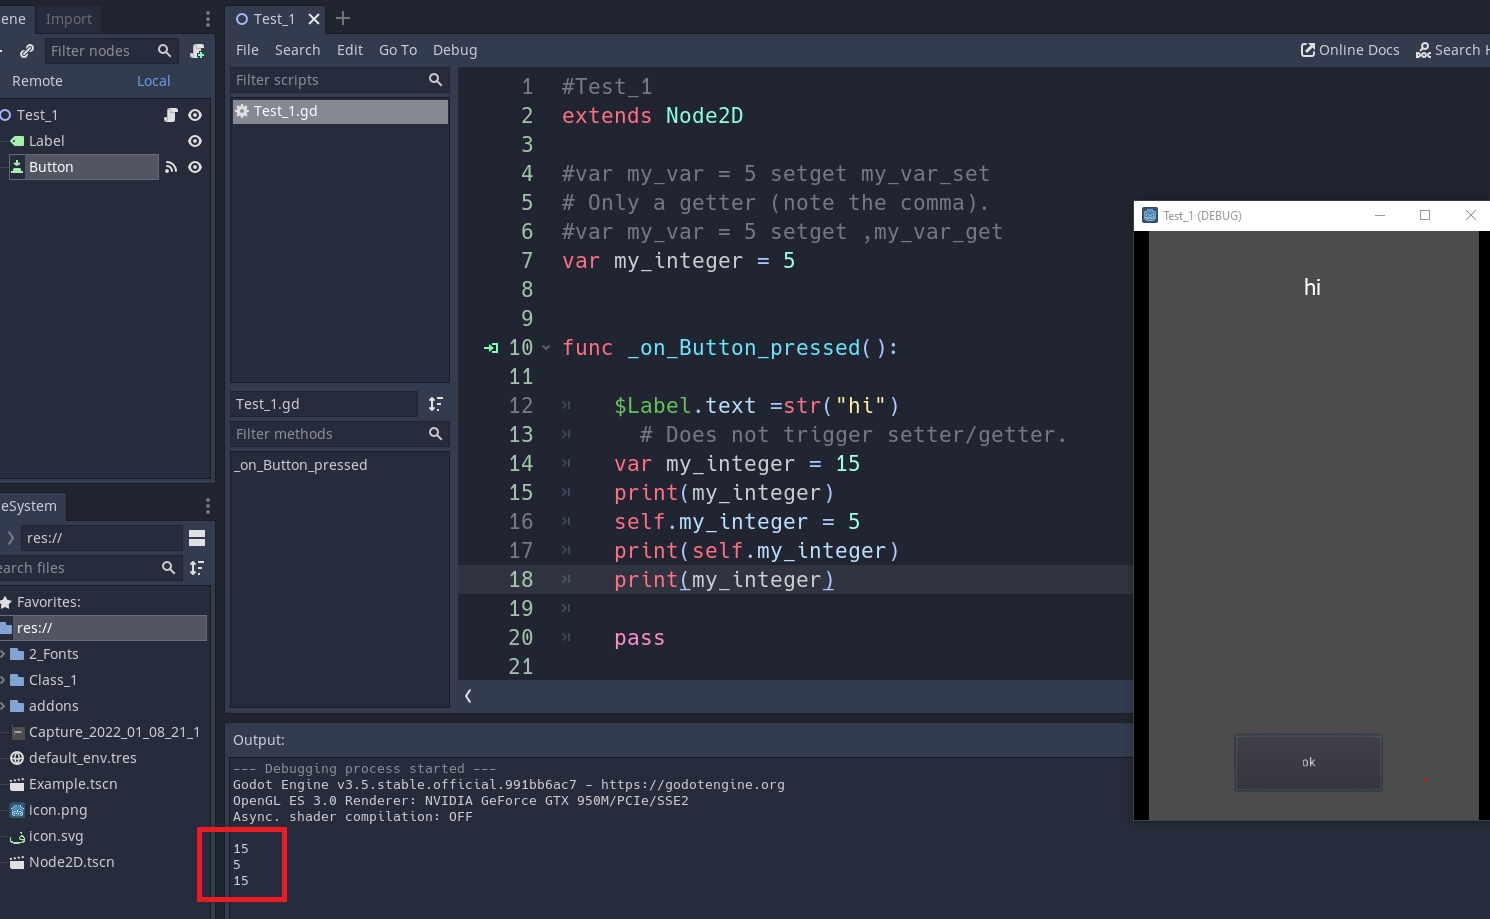 ene Import
Filter nodes
Remote Local
Test_1
Label
Button
eSystem
res://
earch files
Favorites:
res://
2_Fonts
Class_1
addons
Capture_2022_01_08_21_1
default_env.tres
Example.tscn
icon.png
icon.svg
Node2D.tscn
Test_1
File Search Edit Go To Debug
Online Docs Search H
Filter scripts
Test_1.gd
Test_1.gd
Filter methods
_on_Button_pressed
1 #Test_1
2 extends Node2D
3
4 #var my_var = 5 setget my_var_set
5 # Only a getter (note the comma).
6 #var my_var = 5 setget ,my_var_get
7 var my_integer = 5
8
9
10 func _on_Button_pressed():
11
12 $Label.text =str("hi")
13 # Does not trigger setter/getter.
14 var my_integer = 15
15 print(my_integer)
16 self.my_integer = 5
17 print(self.my_integer)
18 print(my_integer)
19
20 pass
21
Output:
--- Debugging process started ---
Godot Engine v3.5.stable.official.991bb6ac7 - https://godotengine.org
OpenGL ES 3.0 Renderer: NVIDIA GeForce GTX 950M/PCIe/SSE2
Async. shader compilation: OFF
15
5
15
Test_1 (DEBUG)
hi
ok